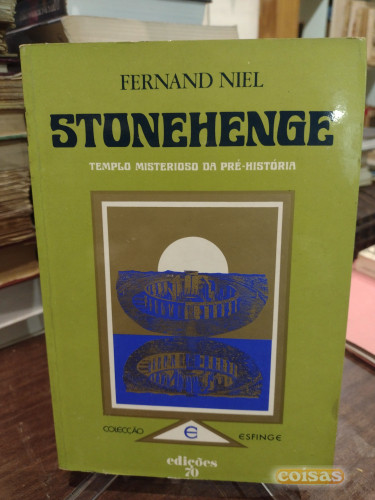 FERNAND NIEL
STONEHENGE
TEMPLO MISTERIOSO DA PRÉ-HISTÓRIA
COLECÇÃO
e
ESFINGE
edições
70
coisas